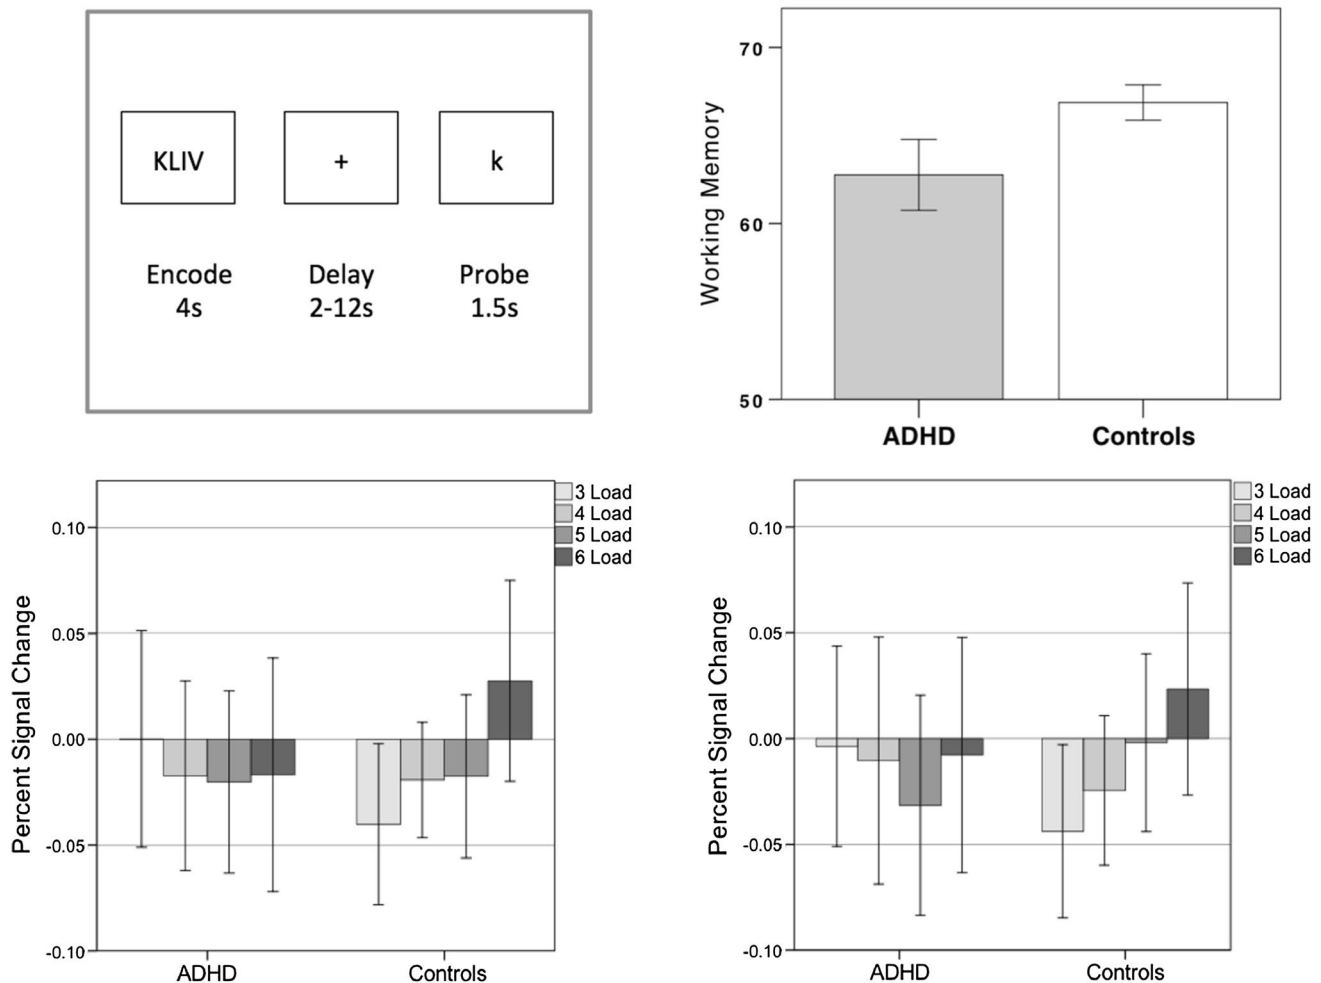 KLIV
+
k
Encode
4s
Delay
2-12s
Probe
1.5s
Working Memory
70
60
50
ADHD
Controls
Percent Signal Change
0.10
0.05
0.00
-0.05
-0.10
ADHD
Controls
3 Load
4 Load
5 Load
6 Load
Percent Signal Change
0.10
0.05
0.00
-0.05
-0.10
ADHD
Controls
3 Load
4 Load
5 Load
6 Load